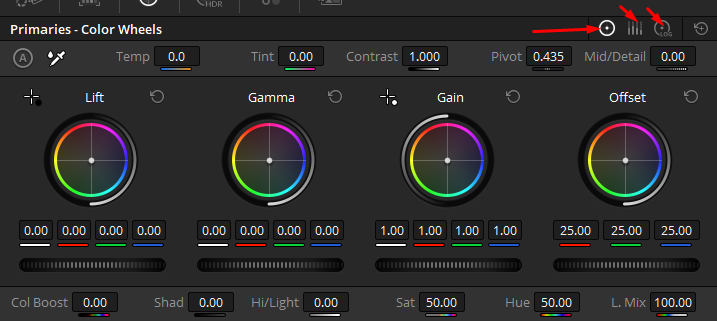 HDR
Primaries - Color Wheels
LOG
A Temp 0.0 Tint 0.00 Contrast 1.000 Pivot 0.435 Mid/Detail 0.00
Lift Gamma Gain Offset
0.00 0.00 0.00 0.00 0.00 0.00 0.00 0.00 1.00 1.00 1.00 1.00 25.00 25.00 25.00
Col Boost 0.00 Shad 0.00 Hi/Light 0.00 Sat 50.00 Hue 50.00 L. Mix 100.00